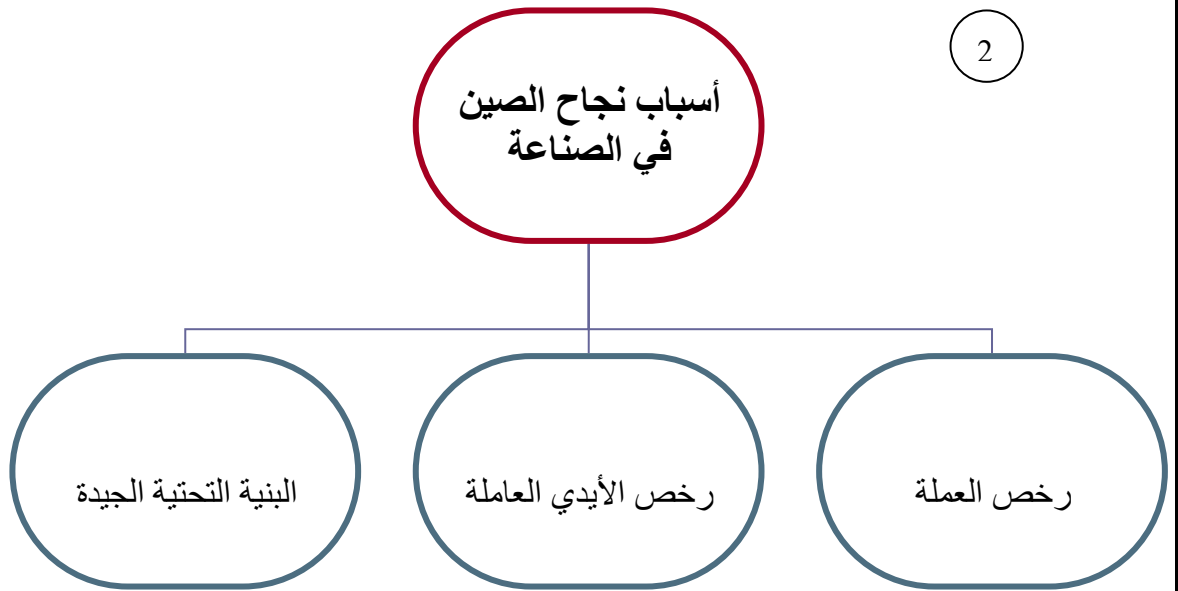 2
أسباب نجاح الصين
في الصناعة
رخص العملة
رخص الأيدي العاملة
البنية التحتية الجيدة